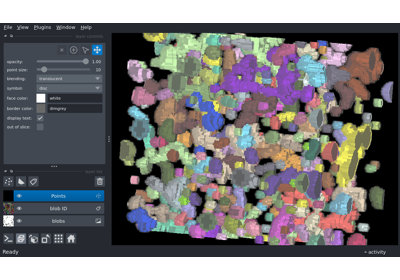 File View Plugins Window Help
opacity: 1.00
point size: 10
blending: translucent
symbol: disc
face color: white
border color: dimgrey
display text: ✓
out of slice:
Points
blob ID
blobs
Ready
activity